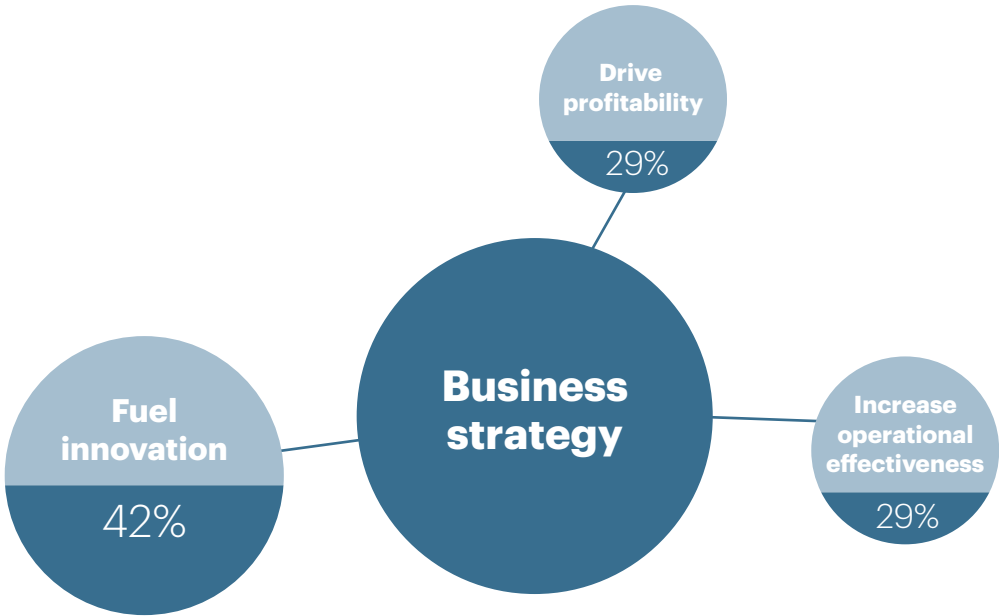 Drive
profitability
29%
Business
strategy
Fuel
innovation
42%
Increase
operational
effectiveness
29%